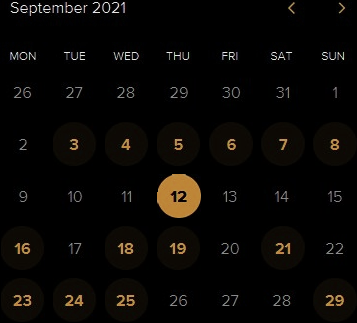 September 2021
MON TUE WED THU FRI SAT SUN
26 27 28 29 30 31 1
2 3 4 5 6 7 8
9 10 11 12 13 14 15
16 17 18 19 20 21 22
23 24 25 26 27 28 29